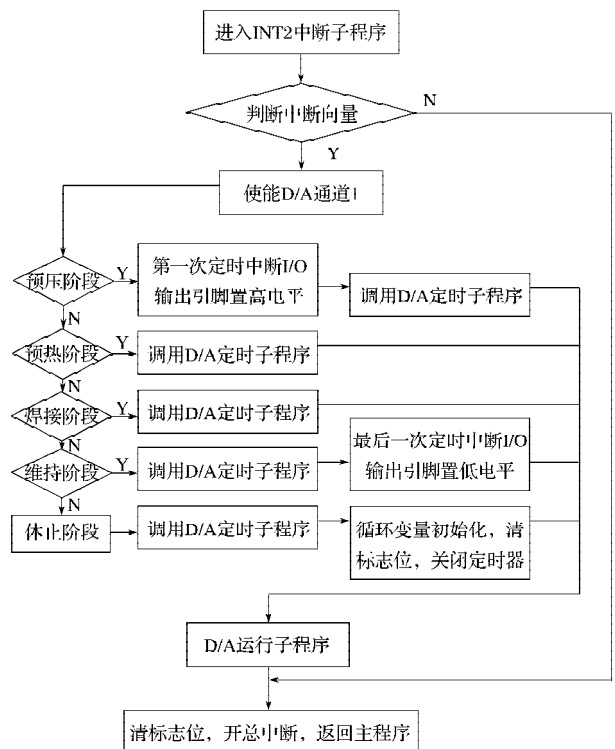 进入INT2中断子程序
判断中断向量
N
Y
使能D/A通道1
预压阶段
Y
第一次定时中断I/O
输出引脚置高电平
调用D/A定时子程序
N
预热阶段
Y
调用D/A定时子程序
N
焊接阶段
Y
调用D/A定时子程序
N
维持阶段
Y
调用D/A定时子程序
最后一次定时中断I/O
输出引脚置低电平
N
休止阶段
调用D/A定时子程序
循环变量初始化，清
标志位，关闭定时器
D/A运行子程序
清标志位，开总中断，返回主程序